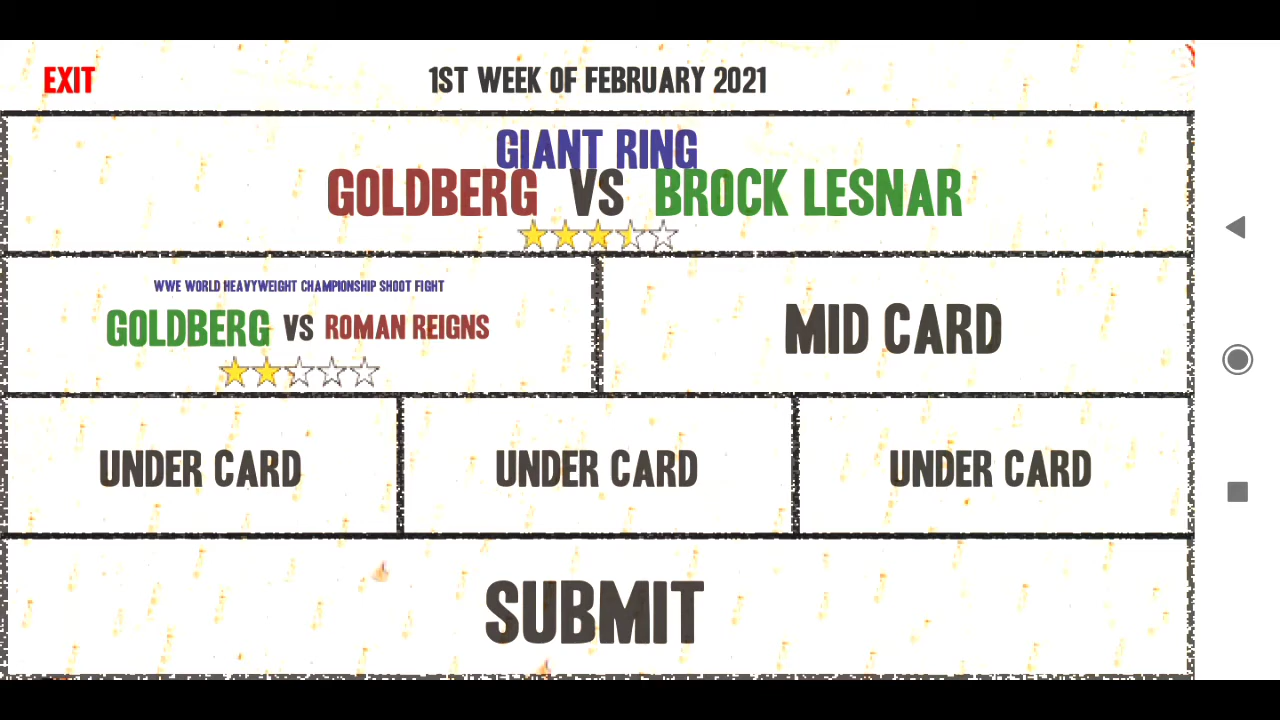 EXIT
1ST WEEK OF FEBRUARY 2021
GIANT RING
GOLDBERG VS BROCK LESNAR
WWE WORLD HEAVYWEIGHT CHAMPIONSHIP SHOOT FIGHT
GOLDBERG VS ROMAN REIGNS
MID CARD
UNDER CARD
UNDER CARD
UNDER CARD
SUBMIT